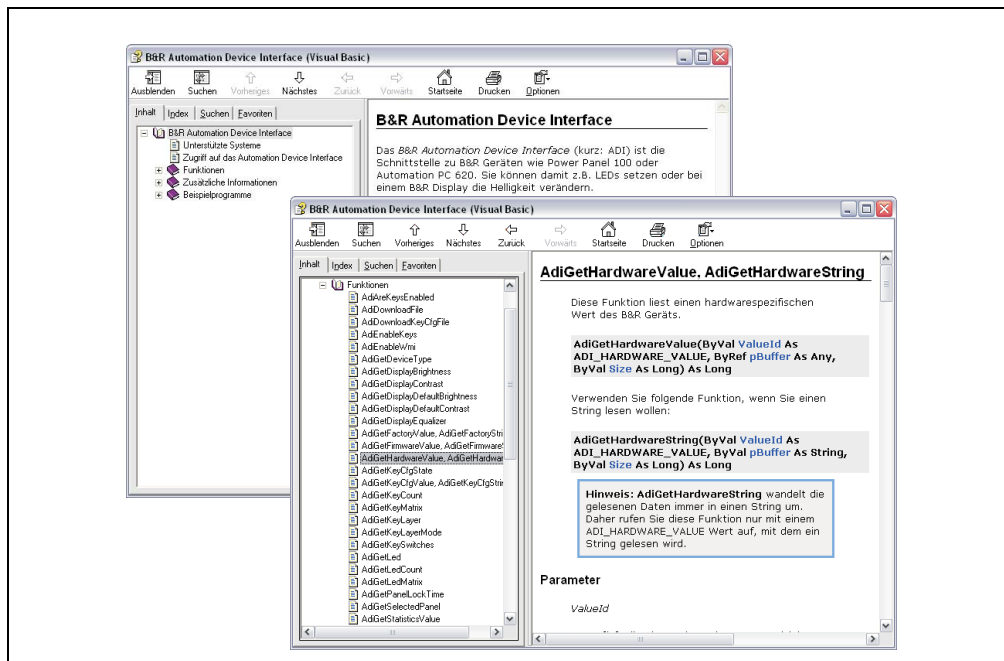 B&R Automation Device Interface (Visual Basic)
Ausblenden Suchen Vorheriges Nächstes Zurück Vorwärts Startseite Drucken Optionen
Inhalt Index Suchen Favoriten
B&R Automation Device Interface
Unterstützte Systeme
Zugriff auf das Automation Device Interface
Funktionen
Zusätzliche Informationen
Beispielprogramme
B&R Automation Device Interface
Das B&R Automation Device Interface (kurz: ADI) ist die
Schnittstelle zu B&R Geräten wie Power Panel 100 oder
Automation PC 620. Sie können damit z.B. LEDs setzen oder bei
einem B&R Display die Helligkeit verändern.
B&R Automation Device Interface (Visual Basic)
Ausblenden Suchen Vorheriges Nächstes Zurück Vorwärts Startseite Drucken Optionen
Inhalt Index Suchen Favoriten
Funktionen
AdiAreKeysEnabled
AdiDownloadFile
AdiDownloadKeyCfgFile
AdiEnableKeys
AdiEnableWmi
AdiGetDeviceType
AdiGetDisplayBrightness
AdiGetDisplayContrast
AdiGetDisplayDefaultBrightness
AdiGetDisplayDefaultContrast
AdiGetDisplayEqualizer
AdiGetFactoryValue, AdiGetFactoryStri
AdiGetFirmwareValue, AdiGetFirmwareS
AdiGetHardwareValue, AdiGetHardwar
AdiGetKeyCfgState
AdiGetKeyCfgValue, AdiGetKeyCfgStrin
AdiGetKeyCount
AdiGetKeyMatrix
AdiGetKeyLayer
AdiGetKeyLayerMode
AdiGetKeySwitches
AdiGetLed
AdiGetLedCount
AdiGetLedMatrix
AdiGetPanelLockTime
AdiGetSelectedPanel
AdiGetStatisticsValue
AdiGetHardwareValue, AdiGetHardwareString
Diese Funktion liest einen hardwarespezifischen
Wert des B&R Geräts.
AdiGetHardwareValue(ByVal ValueId As
ADI_HARDWARE_VALUE, ByRef pBuffer As Any,
ByVal Size As Long) As Long
Verwenden Sie folgende Funktion, wenn Sie einen
String lesen wollen:
AdiGetHardwareString(ByVal ValueId As
ADI_HARDWARE_VALUE, ByVal pBuffer As String,
ByVal Size As Long) As Long
Hinweis: AdiGetHardwareString wandelt die
gelesenen Daten immer in einen String um.
Daher rufen Sie diese Funktion nur mit einem
ADI_HARDWARE_VALUE Wert auf, mit dem ein
String gelesen wird.
Parameter
ValueId